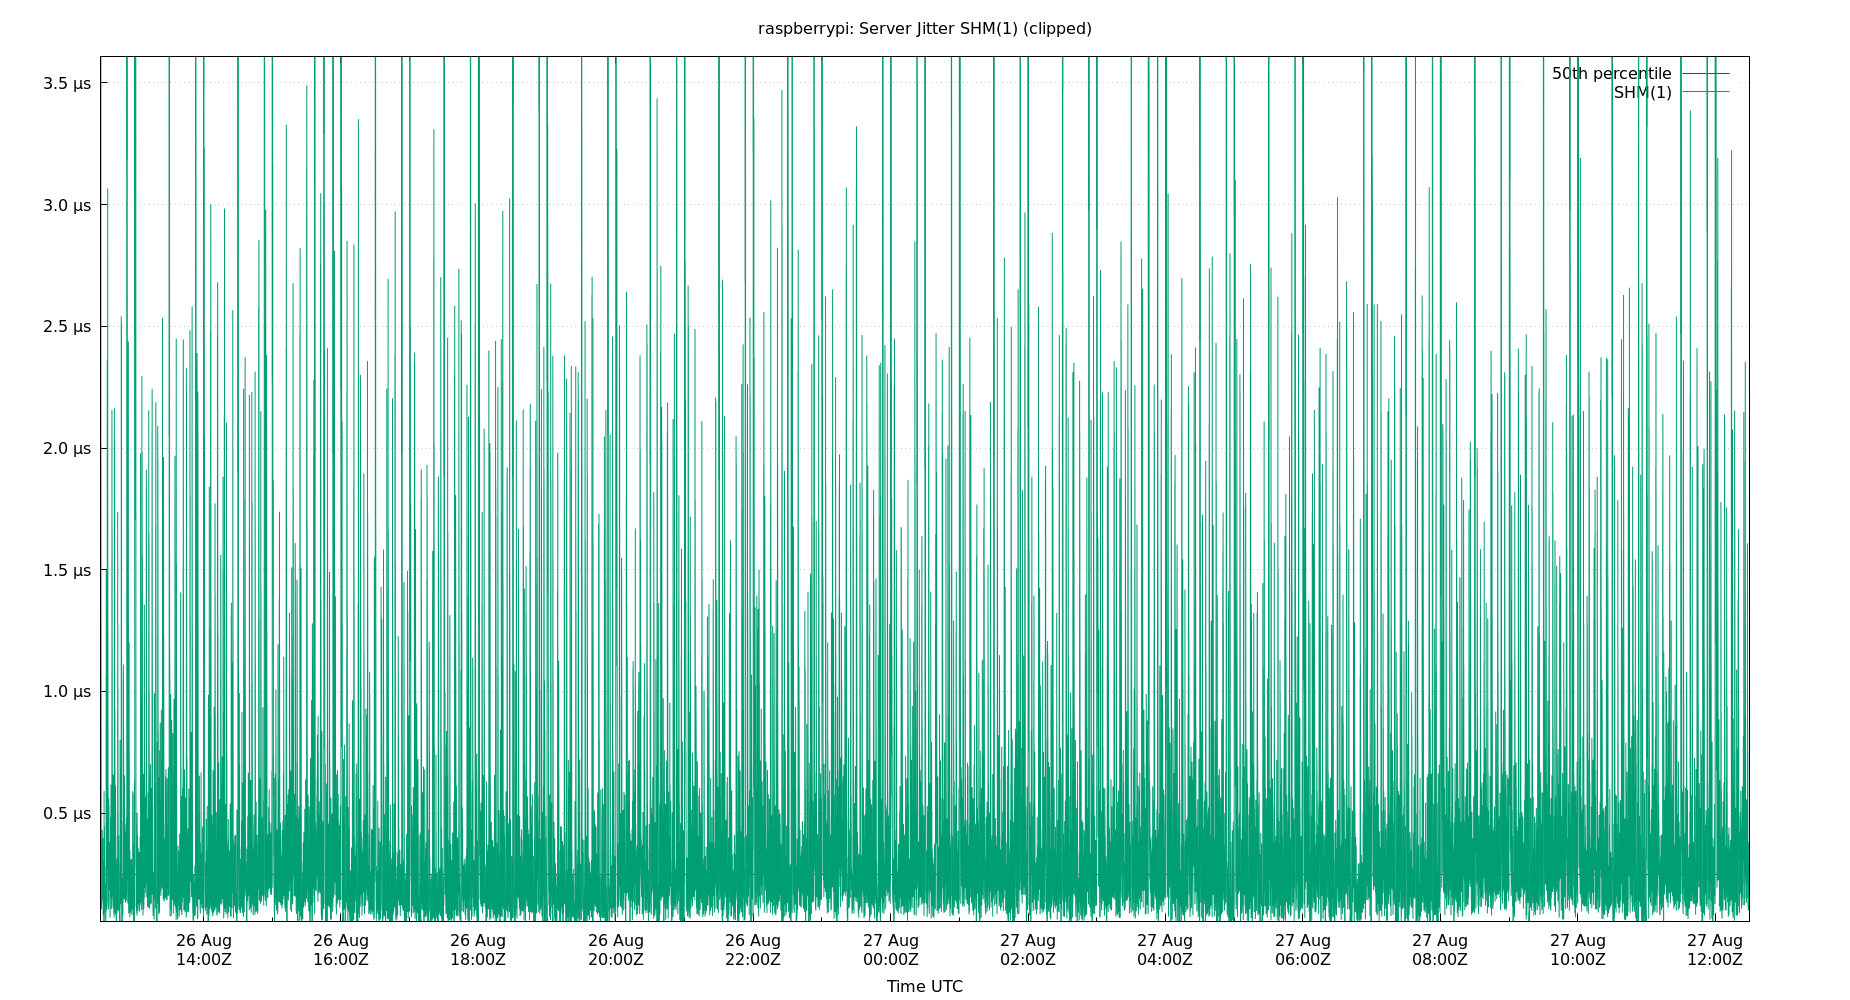 raspberrypi: Server Jitter SHM(1) (clipped)
50th percentile
SHM(1)
3.5 µs
3.0 µs
2.5 µs
2.0 µs
1.5 µs
1.0 µs
0.5 µs
26 Aug 26 Aug 26 Aug 26 Aug 26 Aug 27 Aug 27 Aug 27 Aug 27 Aug 27 Aug 27 Aug 27 Aug
14:00Z 16:00Z 18:00Z 20:00Z 22:00Z 00:00Z 02:00Z 04:00Z 06:00Z 08:00Z 10:00Z 12:00Z
Time UTC